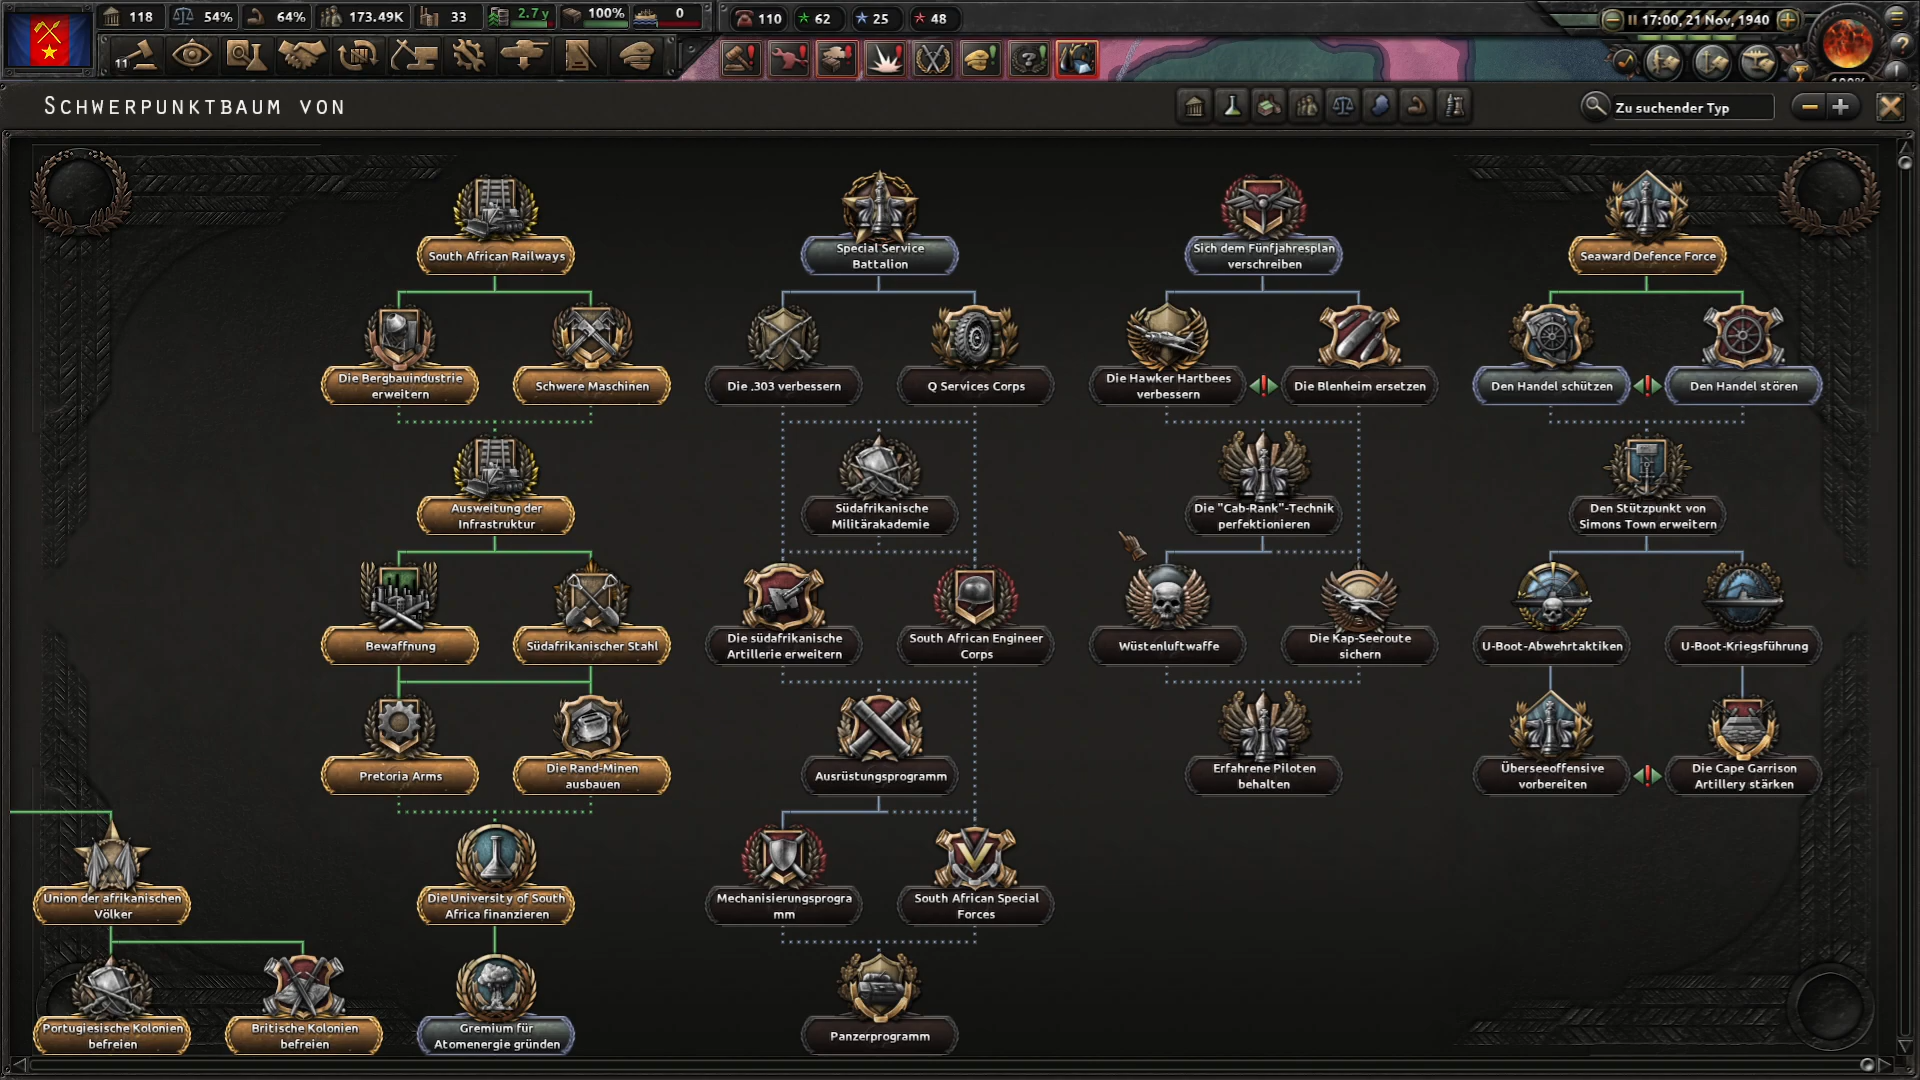 118
54%
64%
173.49K
33
2.7 y
100%
0
110
62
25
48
17:00, 21 Nov, 1940
11
Schwerpunktbaum von
Zu suchender Typ
South African Railways
Special Service
Battalion
Sich dem Fünfjahresplan
verschreiben
Seaward Defence Force
Die Bergbauindustrie
erweitern
Schwere Maschinen
Die .303 verbessern
Q Services Corps
Die Hawker Hartbees
verbessern
Die Blenheim ersetzen
Den Handel schützen
Den Handel stören
Ausweitung der
Infrastruktur
Südafrikanische
Militärakademie
Die "Cab-Rank"-Technik
perfektionieren
Den Stützpunkt von
Simons Town erweitern
Bewaffnung
Südafrikanischer Stahl
Die südafrikanische
Artillerie erweitern
South African Engineer
Corps
Wüstenluftwaffe
Die Kap-Seeroute
sichern
U-Boot-Abwehrtaktiken
U-Boot-Kriegsführung
Pretoria Arms
Die Rand-Minen
ausbauen
Ausrüstungsprogramm
Erfahrene Piloten
behalten
Überseeoffensive
vorbereiten
Die Cape Garrison
Artillery stärken
Union der afrikanischen
Völker
Die University of South
Africa finanzieren
Mechanisierungsprogra
mm
South African Special
Forces
Portugiesische Kolonien
befreien
Britische Kolonien
befreien
Gremium für
Atomenergie gründen
Panzerprogramm